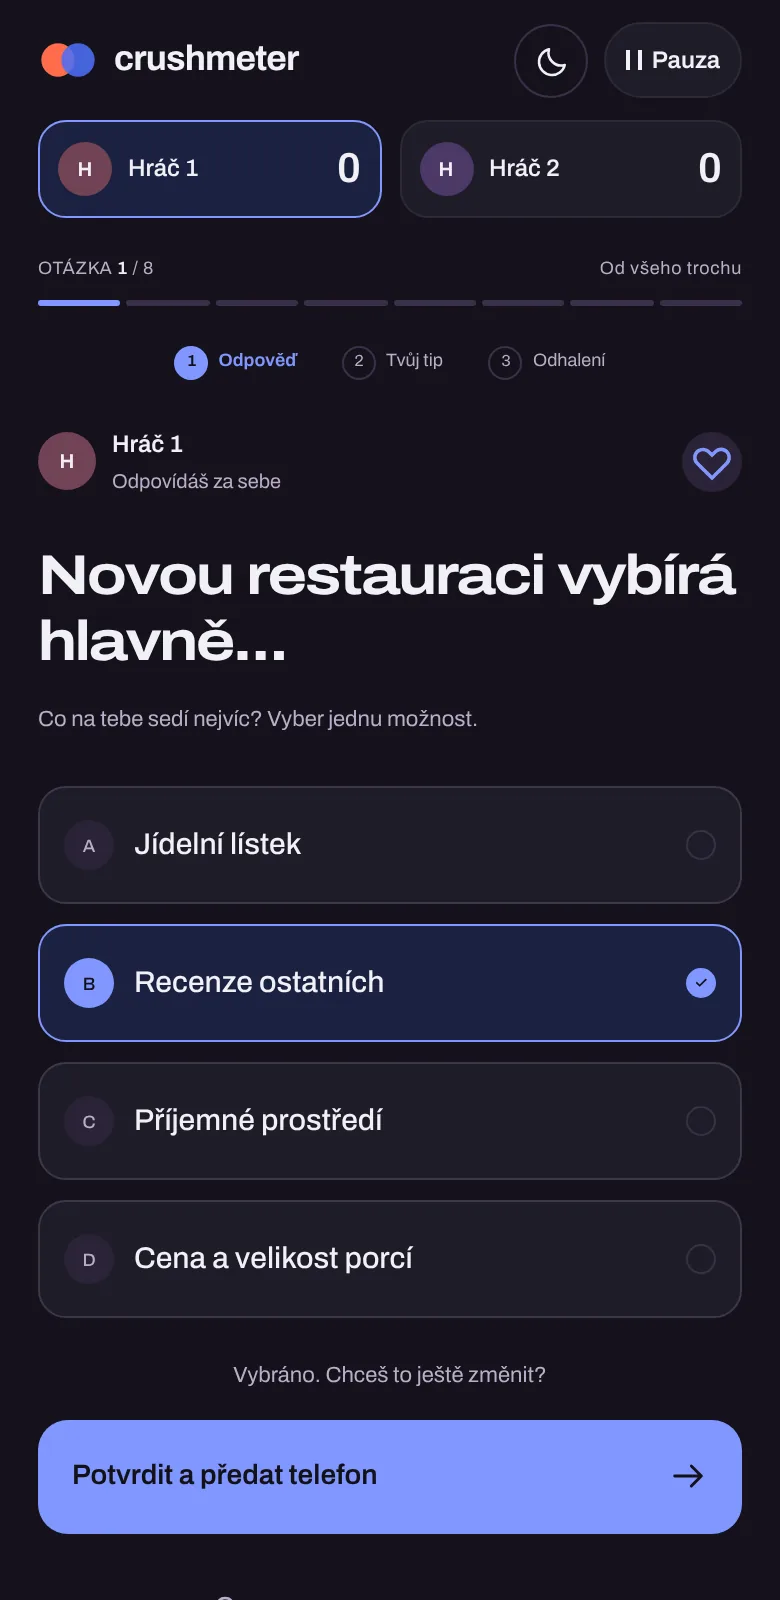 crushmeter
Pauza
H Hráč 1 0
H Hráč 2 0
OTÁZKA 1 / 8
Od všeho trochu
1 Odpověď
2 Tvůj tip
3 Odhalení
H
Hráč 1
Odpovídáš za sebe
Novou restauraci vybírá
hlavně...
Co na tebe sedí nejvíc? Vyber jednu možnost.
A Jídelní lístek
B Recenze ostatních
C Příjemné prostředí
D Cena a velikost porcí
Vybráno. Chceš to ještě změnit?
Potvrdit a předat telefon